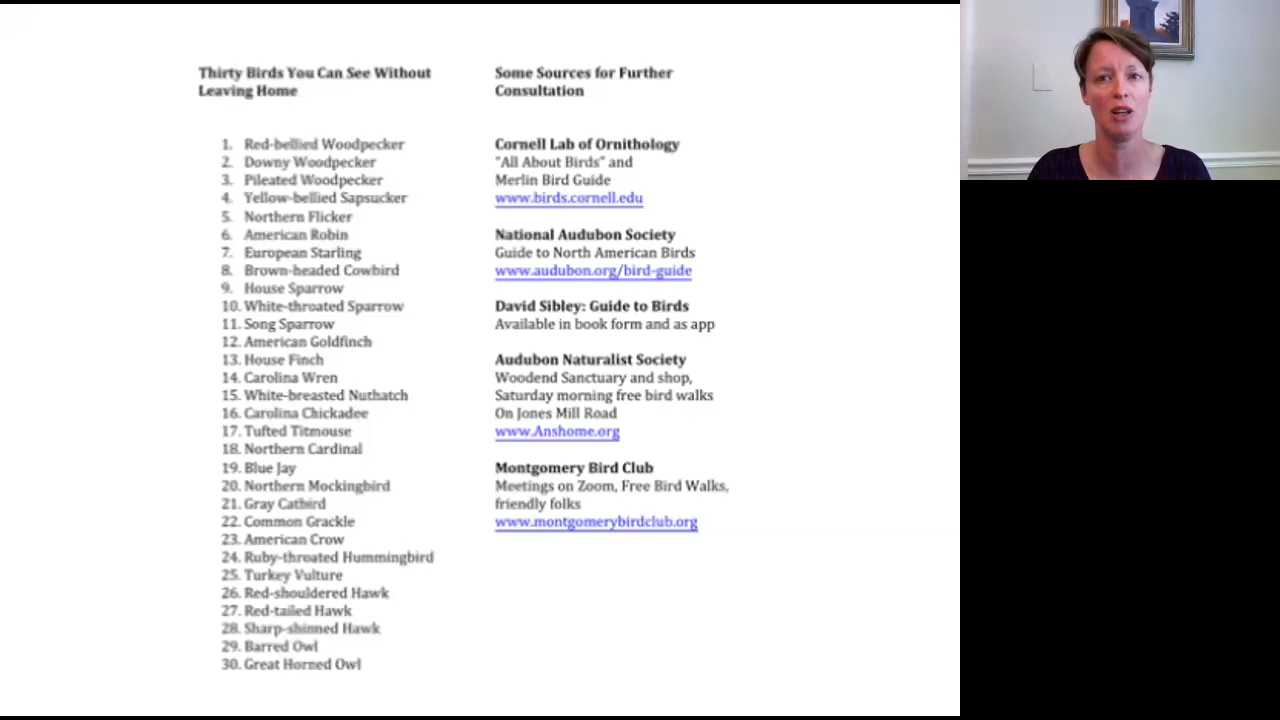 Thirty Birds You Can See Without
Leaving Home
1. Red-bellied Woodpecker
2. Downy Woodpecker
3. Pileated Woodpecker
4. Yellow-bellied Sapsucker
5. Northern Flicker
6. American Robin
7. European Starling
8. Brown-headed Cowbird
9. House Sparrow
10. White-throated Sparrow
11. Song Sparrow
12. American Goldfinch
13. House Finch
14. Carolina Wren
15. White-breasted Nuthatch
16. Carolina Chickadee
17. Tufted Titmouse
18. Northern Cardinal
19. Blue Jay
20. Northern Mockingbird
21. Gray Catbird
22. Common Grackle
23. American Crow
24. Ruby-throated Hummingbird
25. Turkey Vulture
26. Red-shouldered Hawk
27. Red-tailed Hawk
28. Sharp-shinned Hawk
29. Barred Owl
30. Great Horned Owl
Some Sources for Further
Consultation
Cornell Lab of Ornithology
"All About Birds" and
Merlin Bird Guide
www.birds.cornell.edu
National Audubon Society
Guide to North American Birds
www.audubon.org/bird-guide
David Sibley: Guide to Birds
Available in book form and as app
Audubon Naturalist Society
Woodend Sanctuary and shop,
Saturday morning free bird walks
On Jones Mill Road
www.Anshome.org
Montgomery Bird Club
Meetings on Zoom, Free Bird Walks,
friendly folks
www.montgomerybirdclub.org